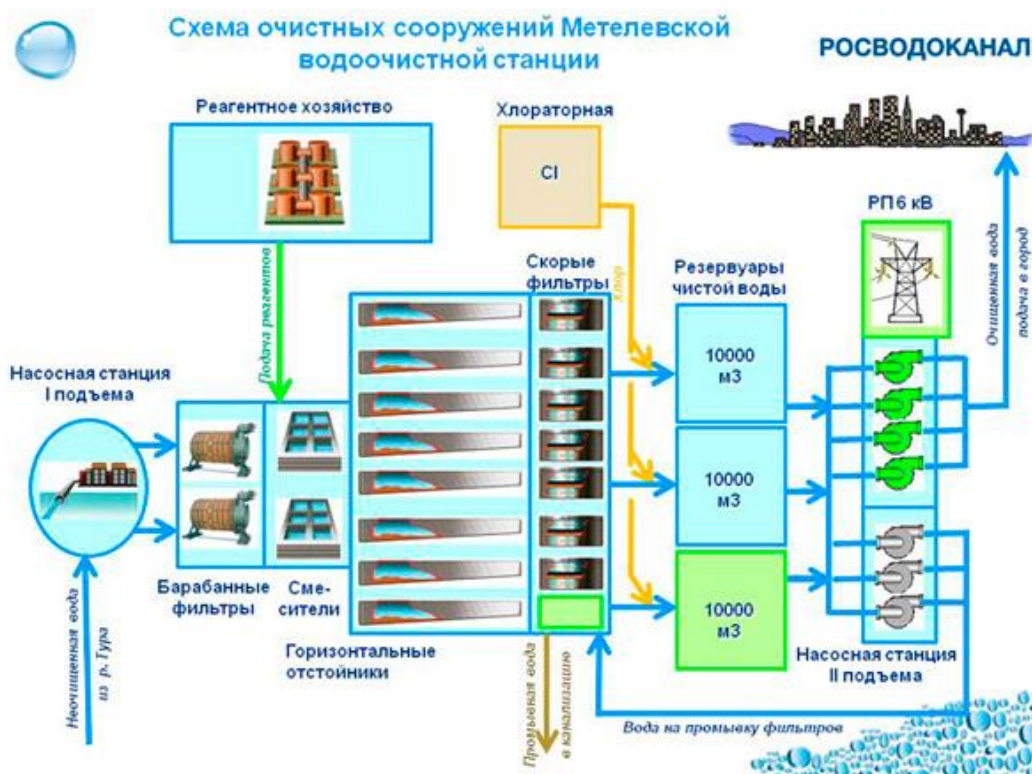 Схема очистных сооружений Метелевской
водоочистной станции
РОСВОДОКАНАЛ
Реагентное хозяйство
Хлораторная
Cl
РП6 кВ
Подача реагентов
Скорые
фильтры
Хлор
Резервуары
чистой воды
Очищенная вода
подача в город
Насосная станция
I подъема
10000
м3
10000
м3
10000
м3
Барабанные
фильтры
Сме-
сители
Горизонтальные
отстойники
Насосная станция
II подъема
Неочищенная вода
из р. Тура
Промывная вода
в канализацию
Вода на промывку фильтров